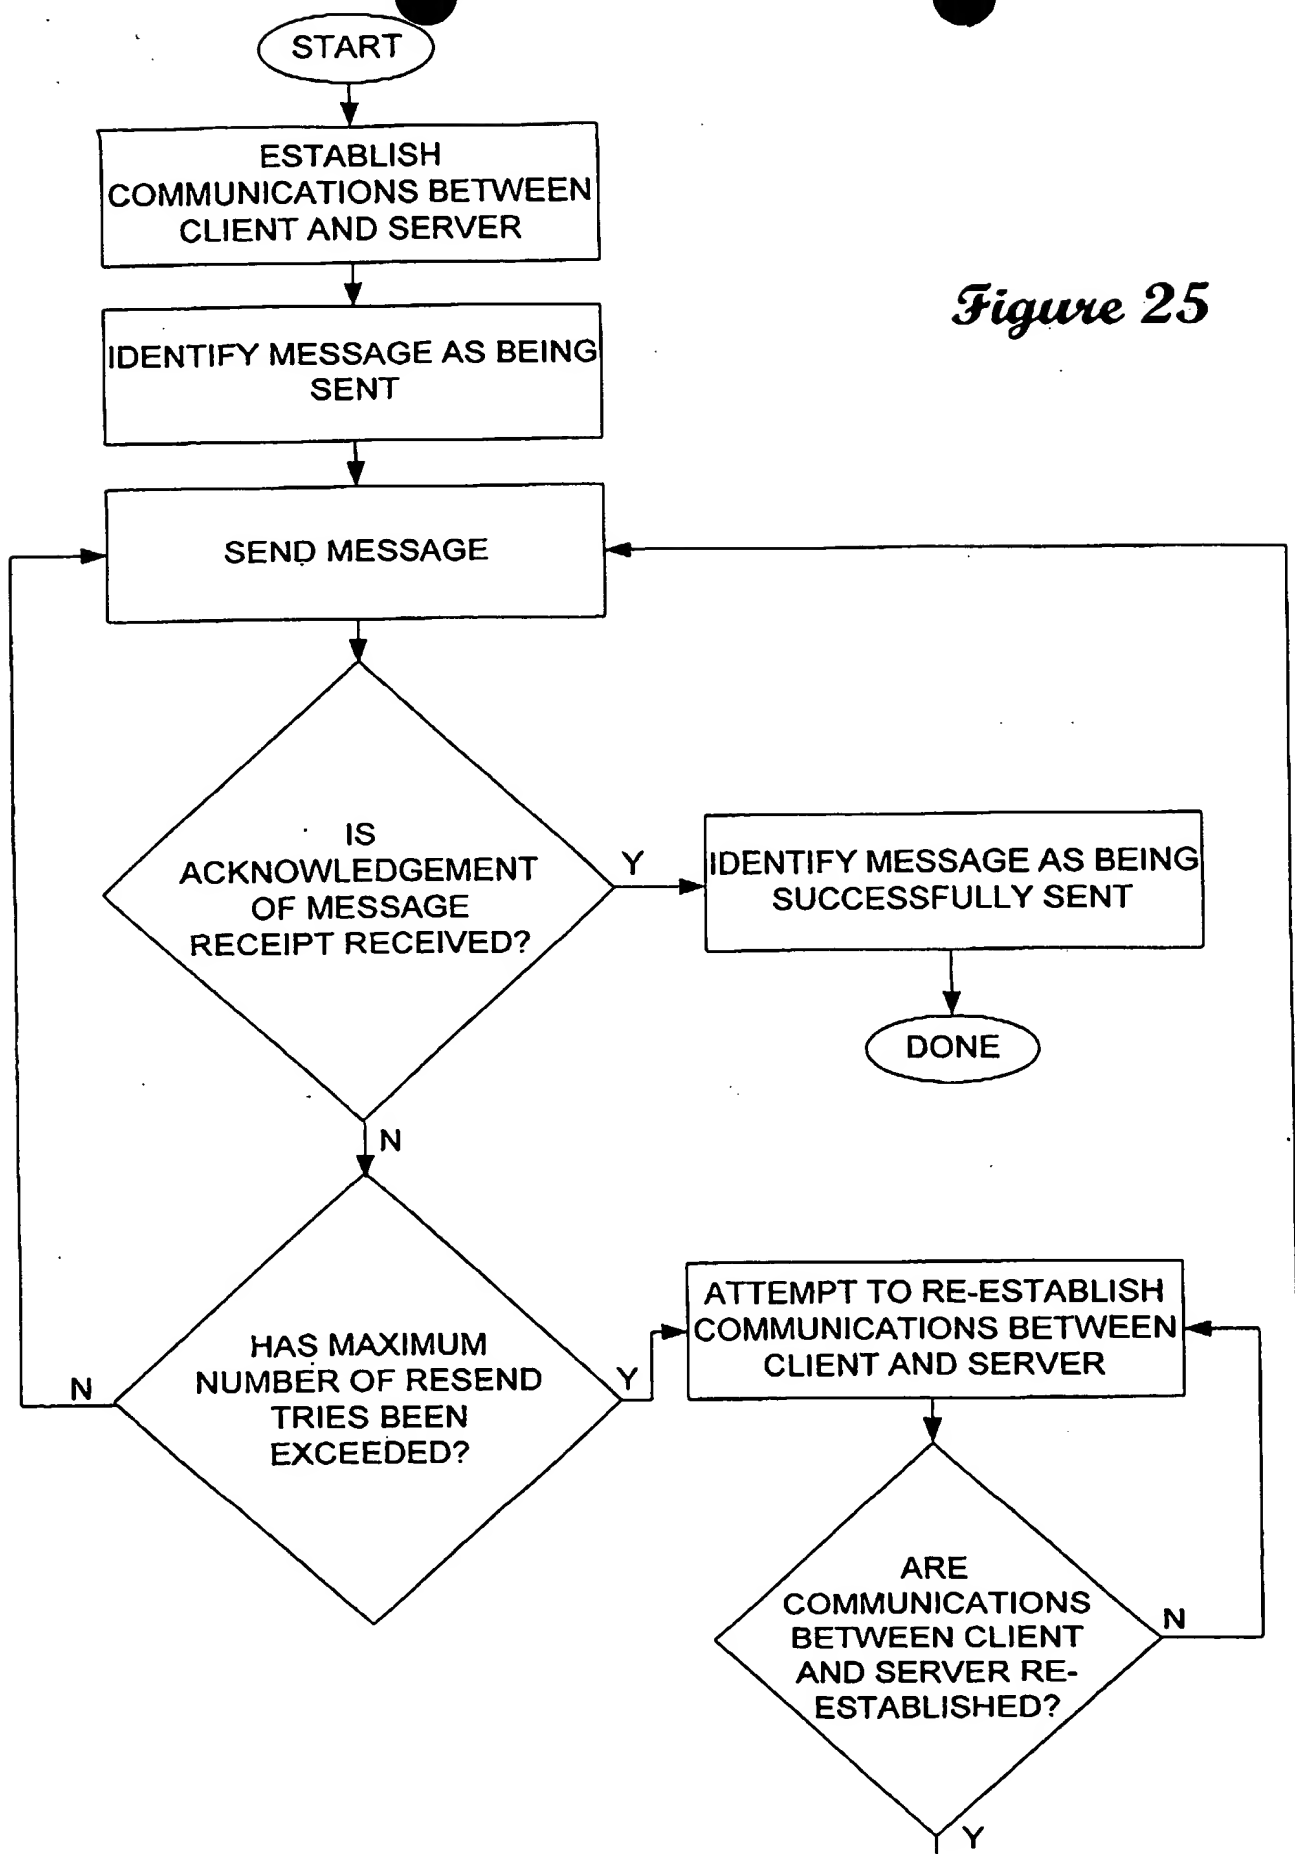 START
ESTABLISH
COMMUNICATIONS BETWEEN
CLIENT AND SERVER
Figure 25
IDENTIFY MESSAGE AS BEING
SENT
SEND MESSAGE
IS
ACKNOWLEDGEMENT
OF MESSAGE
RECEIPT RECEIVED?
Y
IDENTIFY MESSAGE AS BEING
SUCCESSFULLY SENT
DONE
N
HAS MAXIMUM
NUMBER OF RESEND
TRIES BEEN
EXCEEDED?
N
Y
ATTEMPT TO RE-ESTABLISH
COMMUNICATIONS BETWEEN
CLIENT AND SERVER
ARE
COMMUNICATIONS
BETWEEN CLIENT
AND SERVER RE-
ESTABLISHED?
N
Y